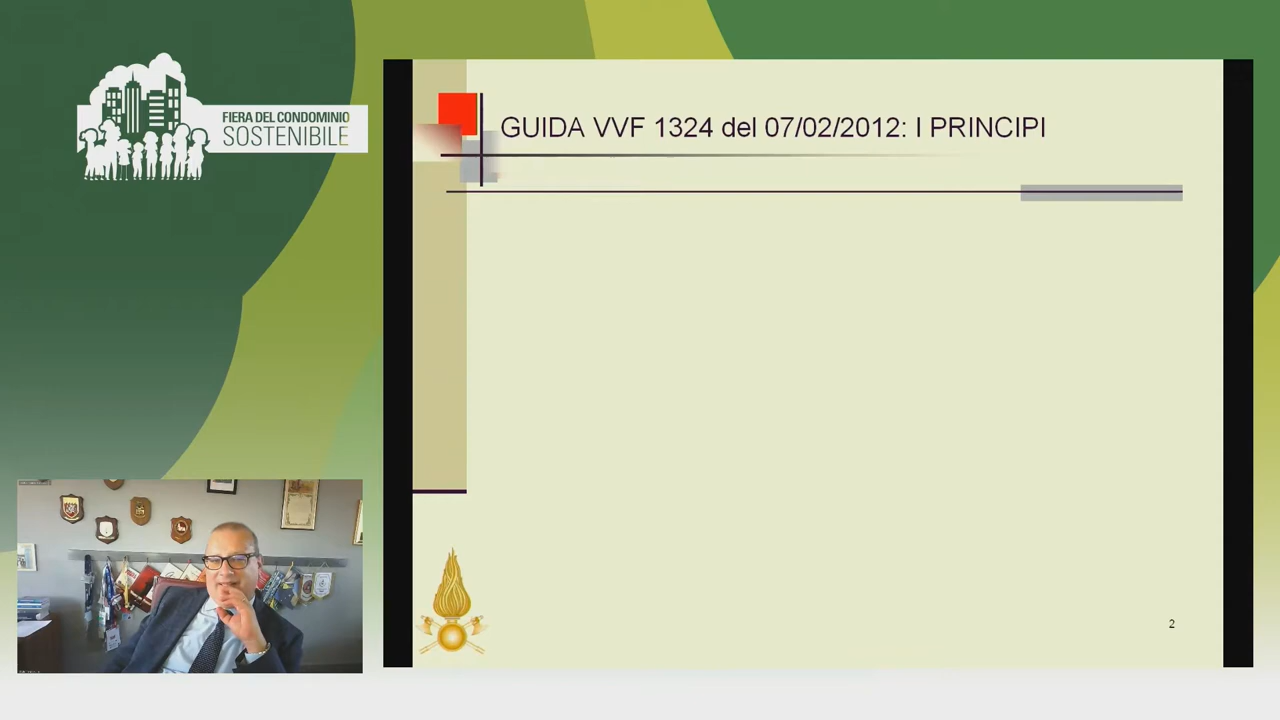 FIERA DEL CONDOMINIO
SOSTENIBILE
GUIDA VVF 1324 del 07/02/2012: I PRINCIPI
2